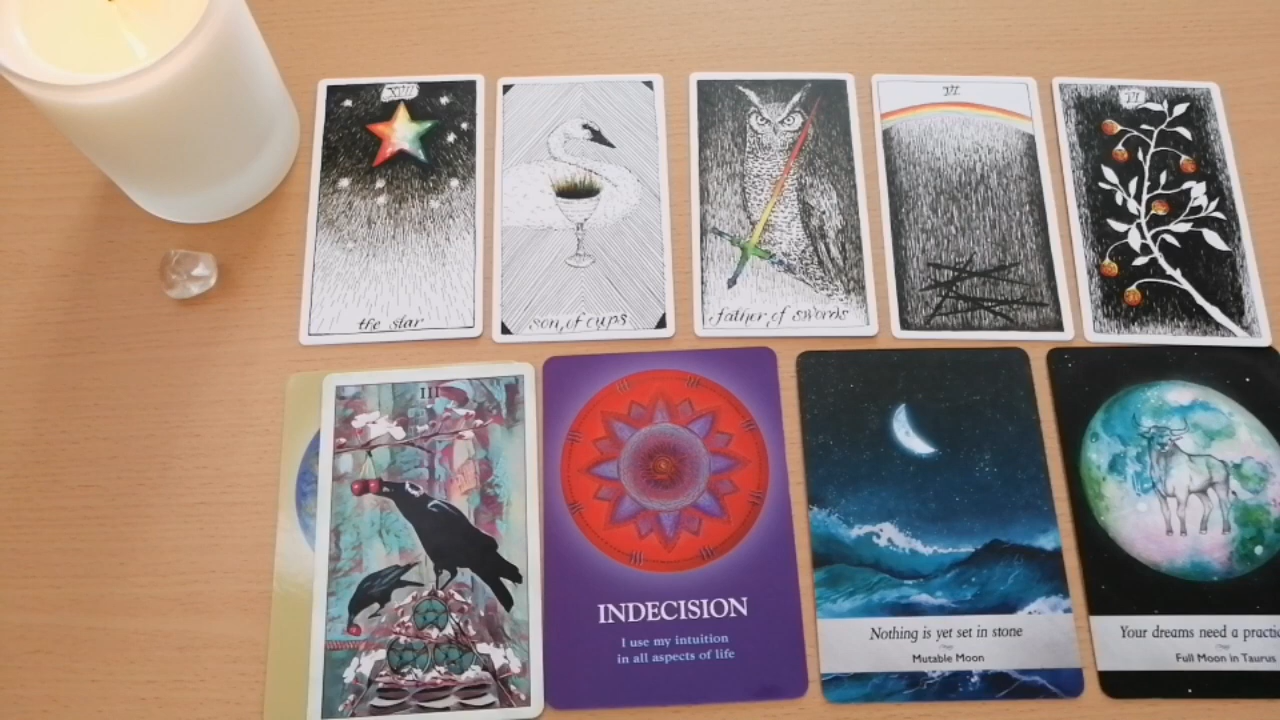 XVII
the star
son of cups
father of swords
VI
VI
III
INDECISION
I use my intuition
in all aspects of life
Nothing is yet set in stone
Mutable Moon
Your dreams need a
Full Moon in Taurus